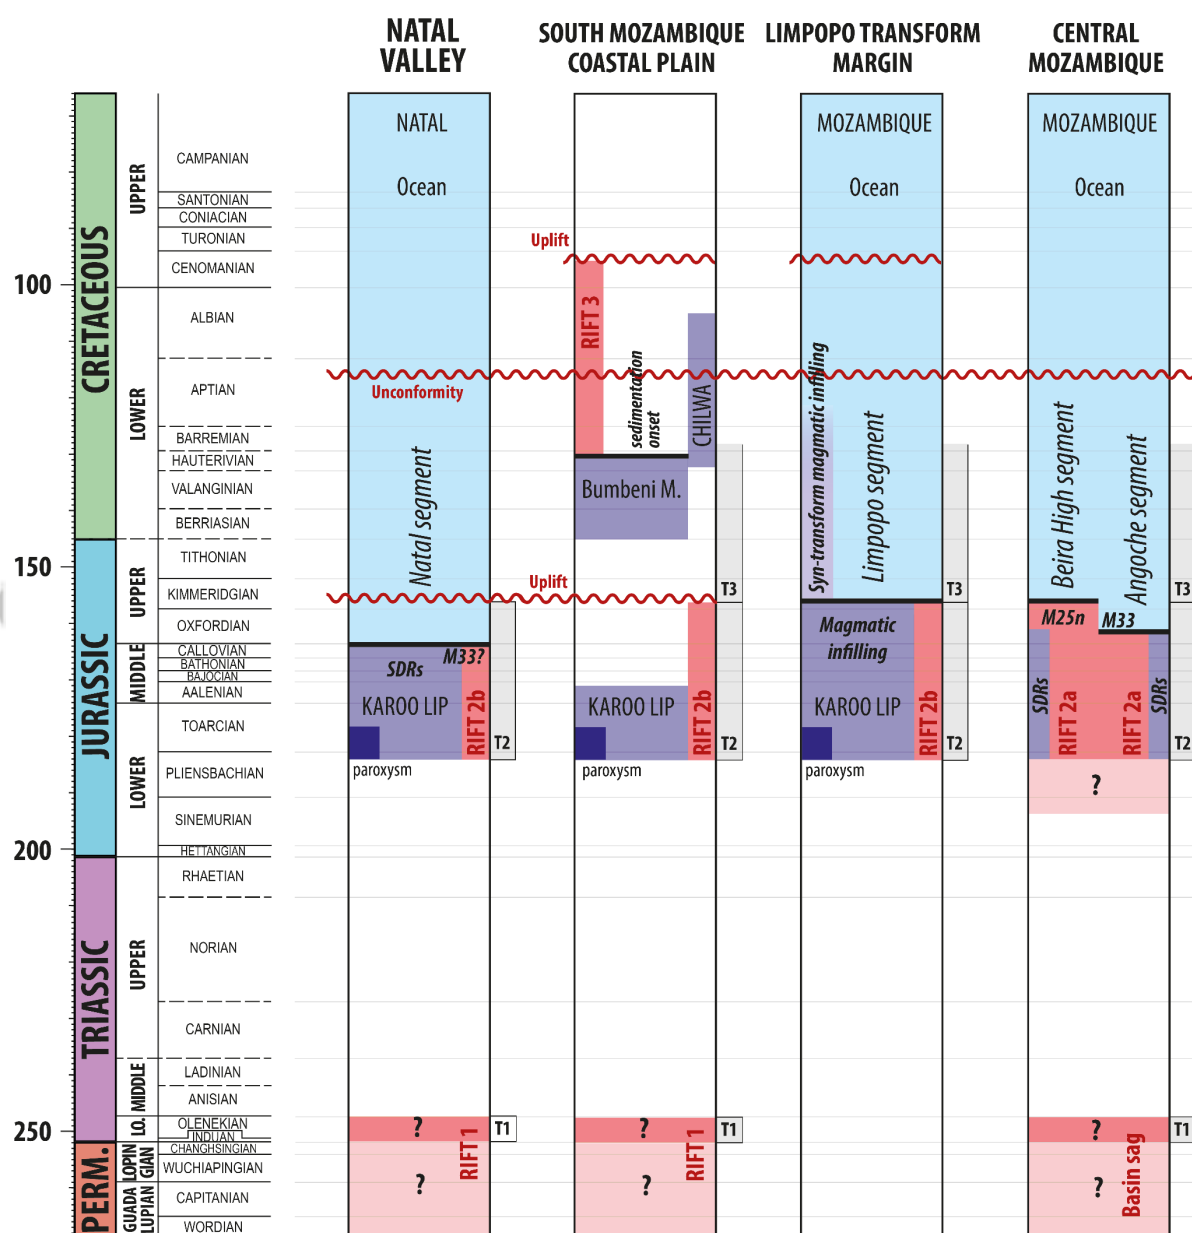 NATAL
VALLEY
SOUTH MOZAMBIQUE
COASTAL PLAIN
LIMPOPO TRANSFORM
MARGIN
CENTRAL
MOZAMBIQUE
100
150
200
250
CRETACEOUS
JURASSIC
TRIASSIC
PERM.
UPPER
LOWER
UPPER
MIDDLE
LOWER
UPPER
MIDDLE
LO.
LOPIN
GIAN
GUADA
LUPIAN
CAMPANIAN
SANTONIAN
CONIACIAN
TURONIAN
CENOMANIAN
ALBIAN
APTIAN
BARREMIAN
HAUTERIVIAN
VALANGINIAN
BERRIASIAN
TITHONIAN
KIMMERIDGIAN
OXFORDIAN
CALLOVIAN
BATHONIAN
BAJOCIAN
AALENIAN
TOARCIAN
PLIENSBACHIAN
SINEMURIAN
HETTANGIAN
RHAETIAN
NORIAN
CARNIAN
LADINIAN
ANISIAN
OLENEKIAN
INDUAN
CHANGHSINGIAN
WUCHIAPINGIAN
CAPITANIAN
WORDIAN
NATAL
Ocean
Unconformity
Natal segment
M33?
SDRs
KAROO LIP
RIFT 2b
T2
paroxysm
?
T1
RIFT 1
?
Uplift
RIFT 3
sedimentation
onset
CHILWA
Bumbeni M.
T3
Uplift
KAROO LIP
RIFT 2b
T2
paroxysm
?
T1
RIFT 1
?
MOZAMBIQUE
Ocean
Syn-transform magmatic infilling
Limpopo segment
T3
Magmatic
infilling
KAROO LIP
RIFT 2b
T2
paroxysm
MOZAMBIQUE
Ocean
Beira High segment
Angoche segment
T3
M25n
M33
SDRs
RIFT 2a
RIFT 2a
SDRs
T2
?
?
T1
Basin sag
?